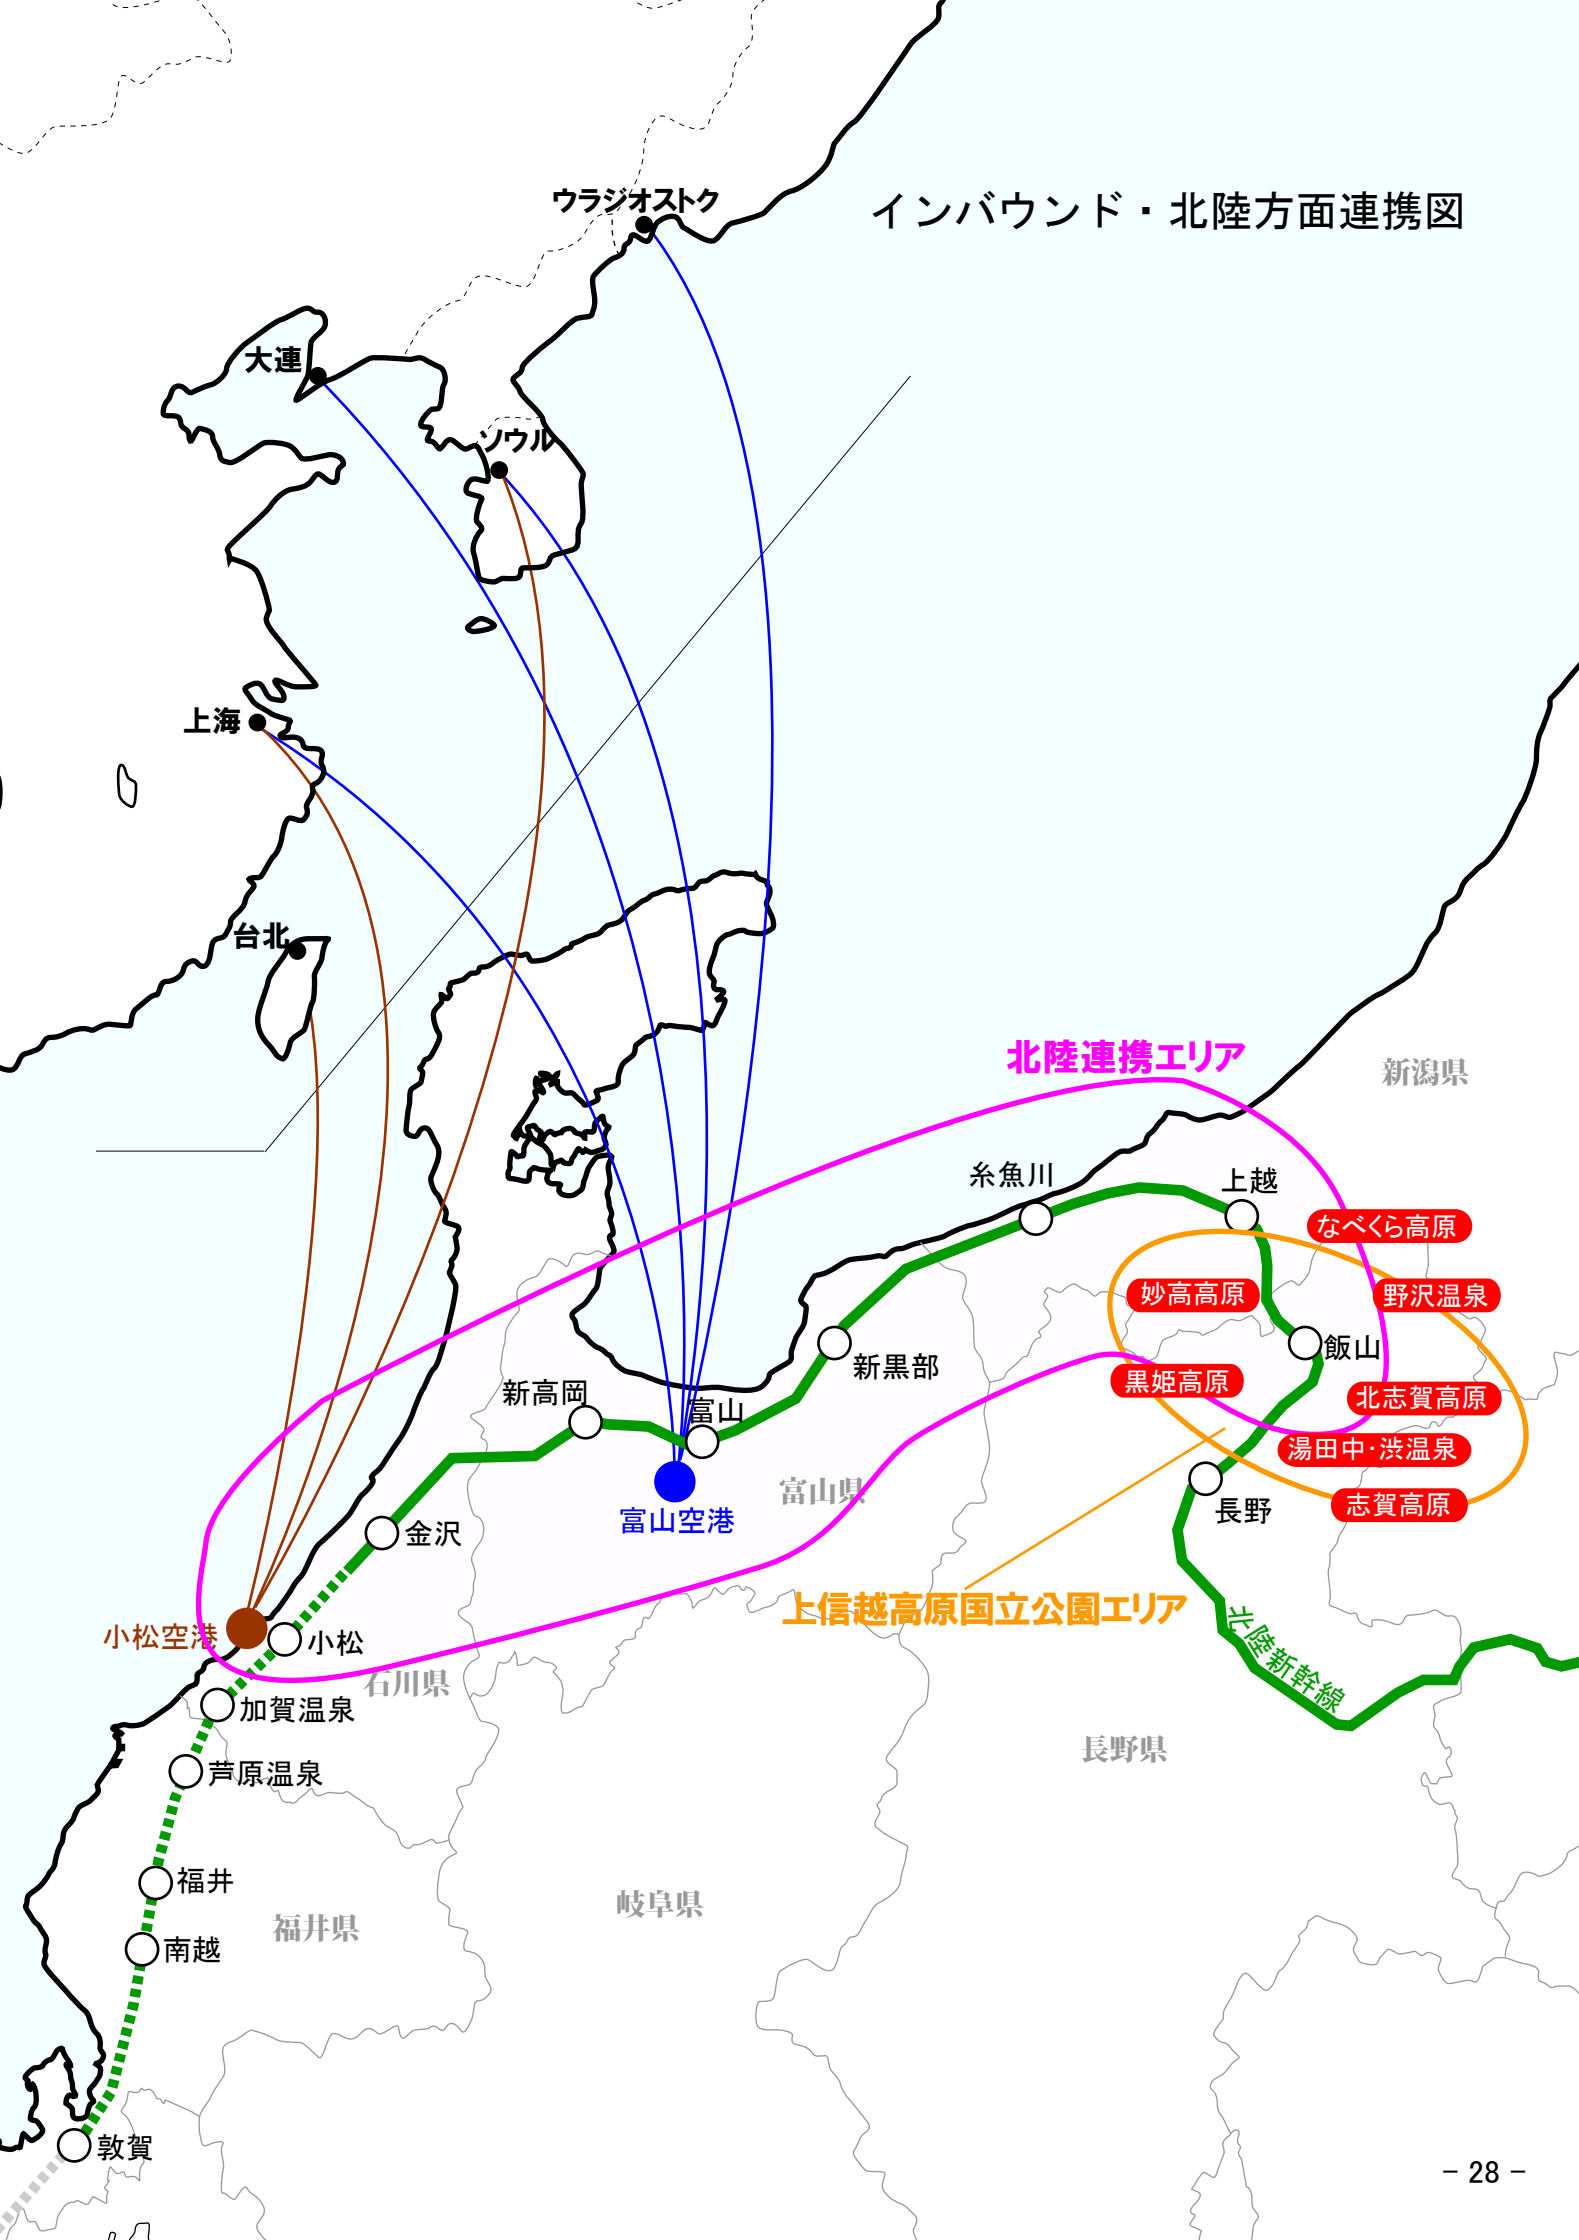 ウラジオストク
インバウンド・北陸方面連携図
大連
ソウル
上海
台北
北陸連携エリア
新潟県
糸魚川
上越
なべくら高原
妙高高原
野沢温泉
飯山
新黒部
黒姫高原
新高岡
北志賀高原
富山
湯田中・渋温泉
富山県
志賀高原
長野
富山空港
金沢
上信越高原国立公園エリア
北陸新幹線
小松空港
小松
石川県
加賀温泉
長野県
芦原温泉
福井
岐阜県
福井県
南越
敦賀
- 28 -